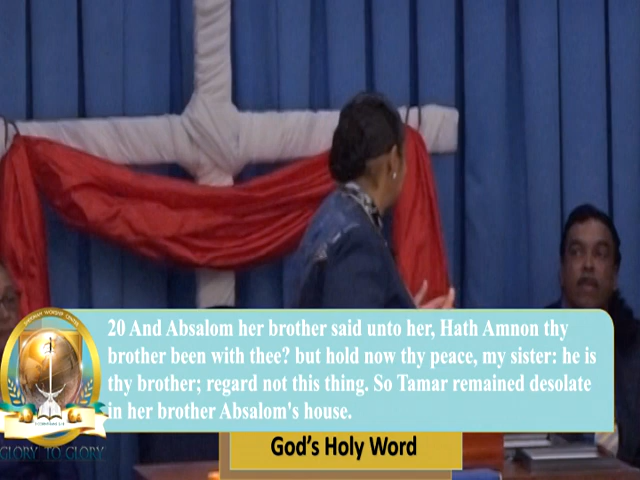 20 And Absalom her brother said unto her, Hath Amnon thy
brother been with thee? but hold now thy peace, my sister: he is
thy brother; regard not this thing. So Tamar remained desolate
in her brother Absalom's house.
God's Holy Word
GLORY TO GLORY